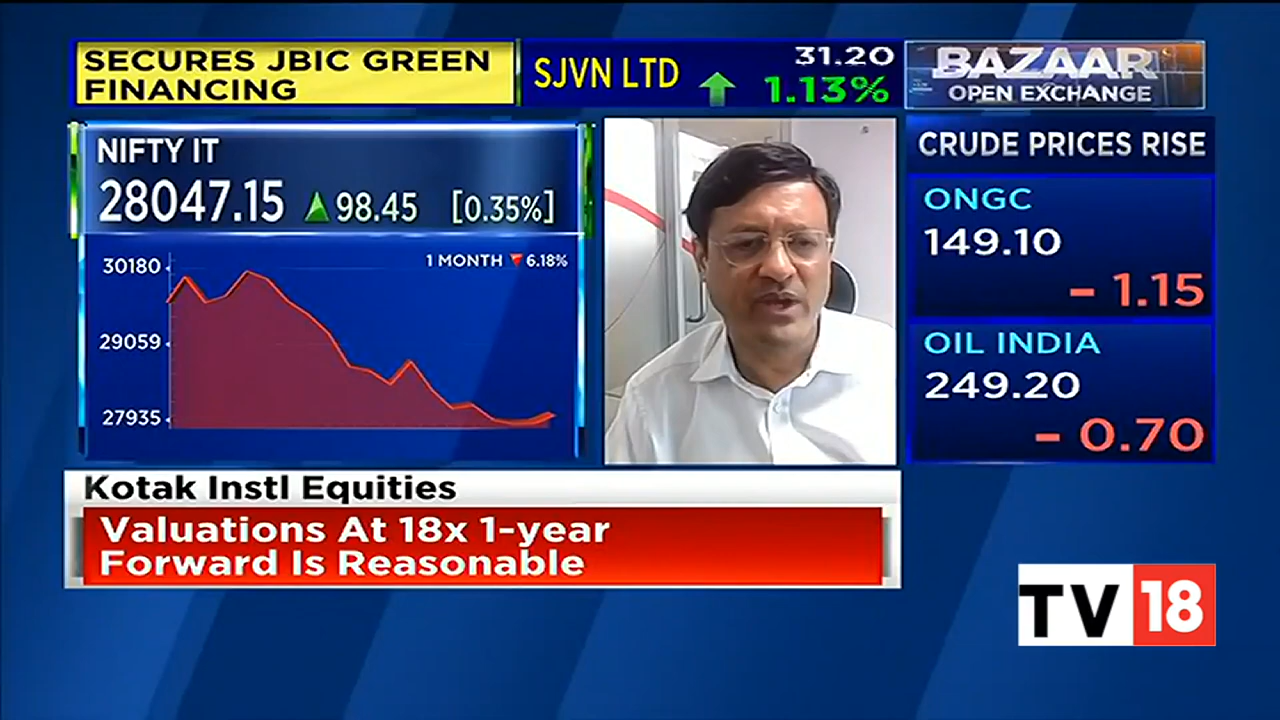 SECURES JBIC GREEN
FINANCING
SJVN LTD
31.20
1.13%
BAZAAR
OPEN EXCHANGE
NIFTY IT
28047.15 98.45 [0.35%]
1 MONTH 6.18%
30180
29059
27935
CRUDE PRICES RISE
ONGC
149.10
- 1.15
OIL INDIA
249.20
- 0.70
Kotak Instl Equities
Valuations At 18x 1-year
Forward Is Reasonable
TV18